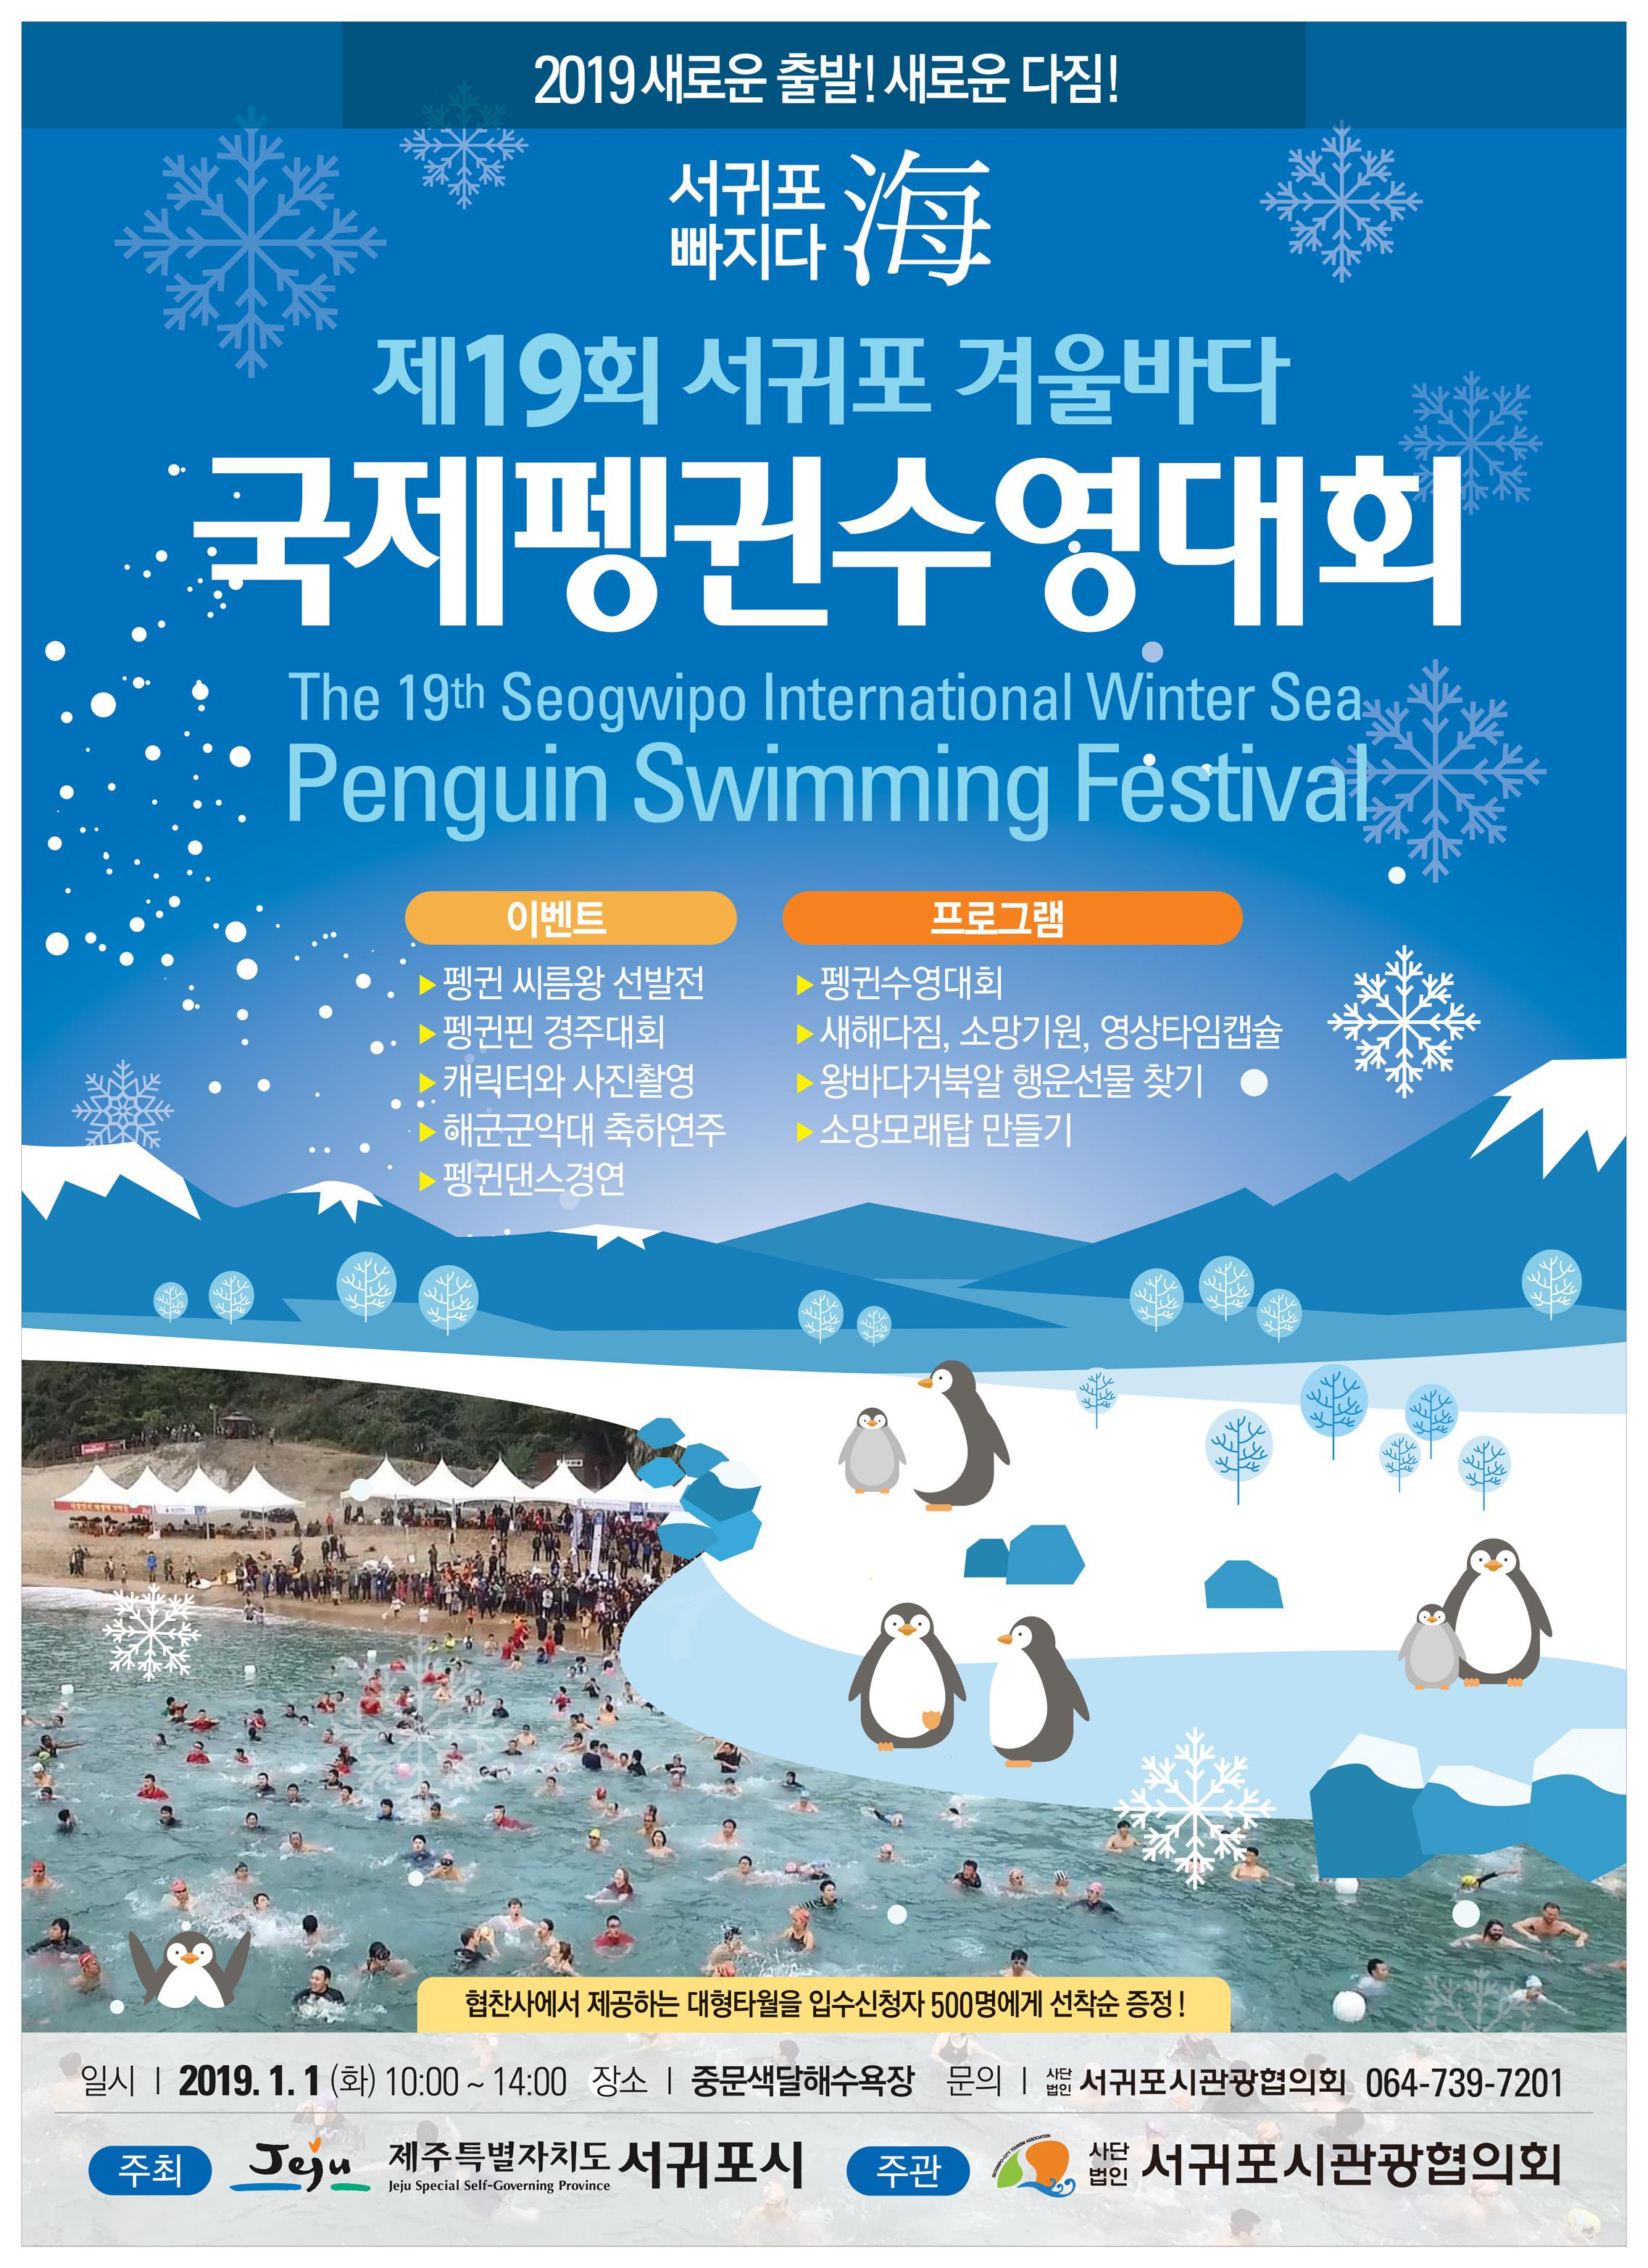 2019 새로운 출발! 새로운 다짐!
서귀포
빠지다
海
제19회 서귀포 겨울바다
국제펭귄수영대회
The 19th Seogwipo International Winter Sea
Penguin Swimming Festival
이벤트
▶펭귄 씨름왕 선발전
▶펭귄핀 경주대회
▶캐릭터와 사진촬영
▶해군군악대 축하연주
▶펭귄댄스경연
프로그램
▶펭귄수영대회
▶새해다짐, 소망기원, 영상타임캡슐
▶왕바다거북알 행운선물 찾기
▶소망모래탑 만들기
협찬사에서 제공하는 대형타월을 입수신청자 500명에게 선착순 증정!
일시 | 2019. 1. 1 (화) 10:00 ~ 14:00 장소 | 중문색달해수욕장 문의 | 사단법인 서귀포시관광협의회 064-739-7201
주최 Jeju 제주특별자치도 서귀포시
Jeju Special Self-Governing Province
주관 사단법인 서귀포시관광협의회